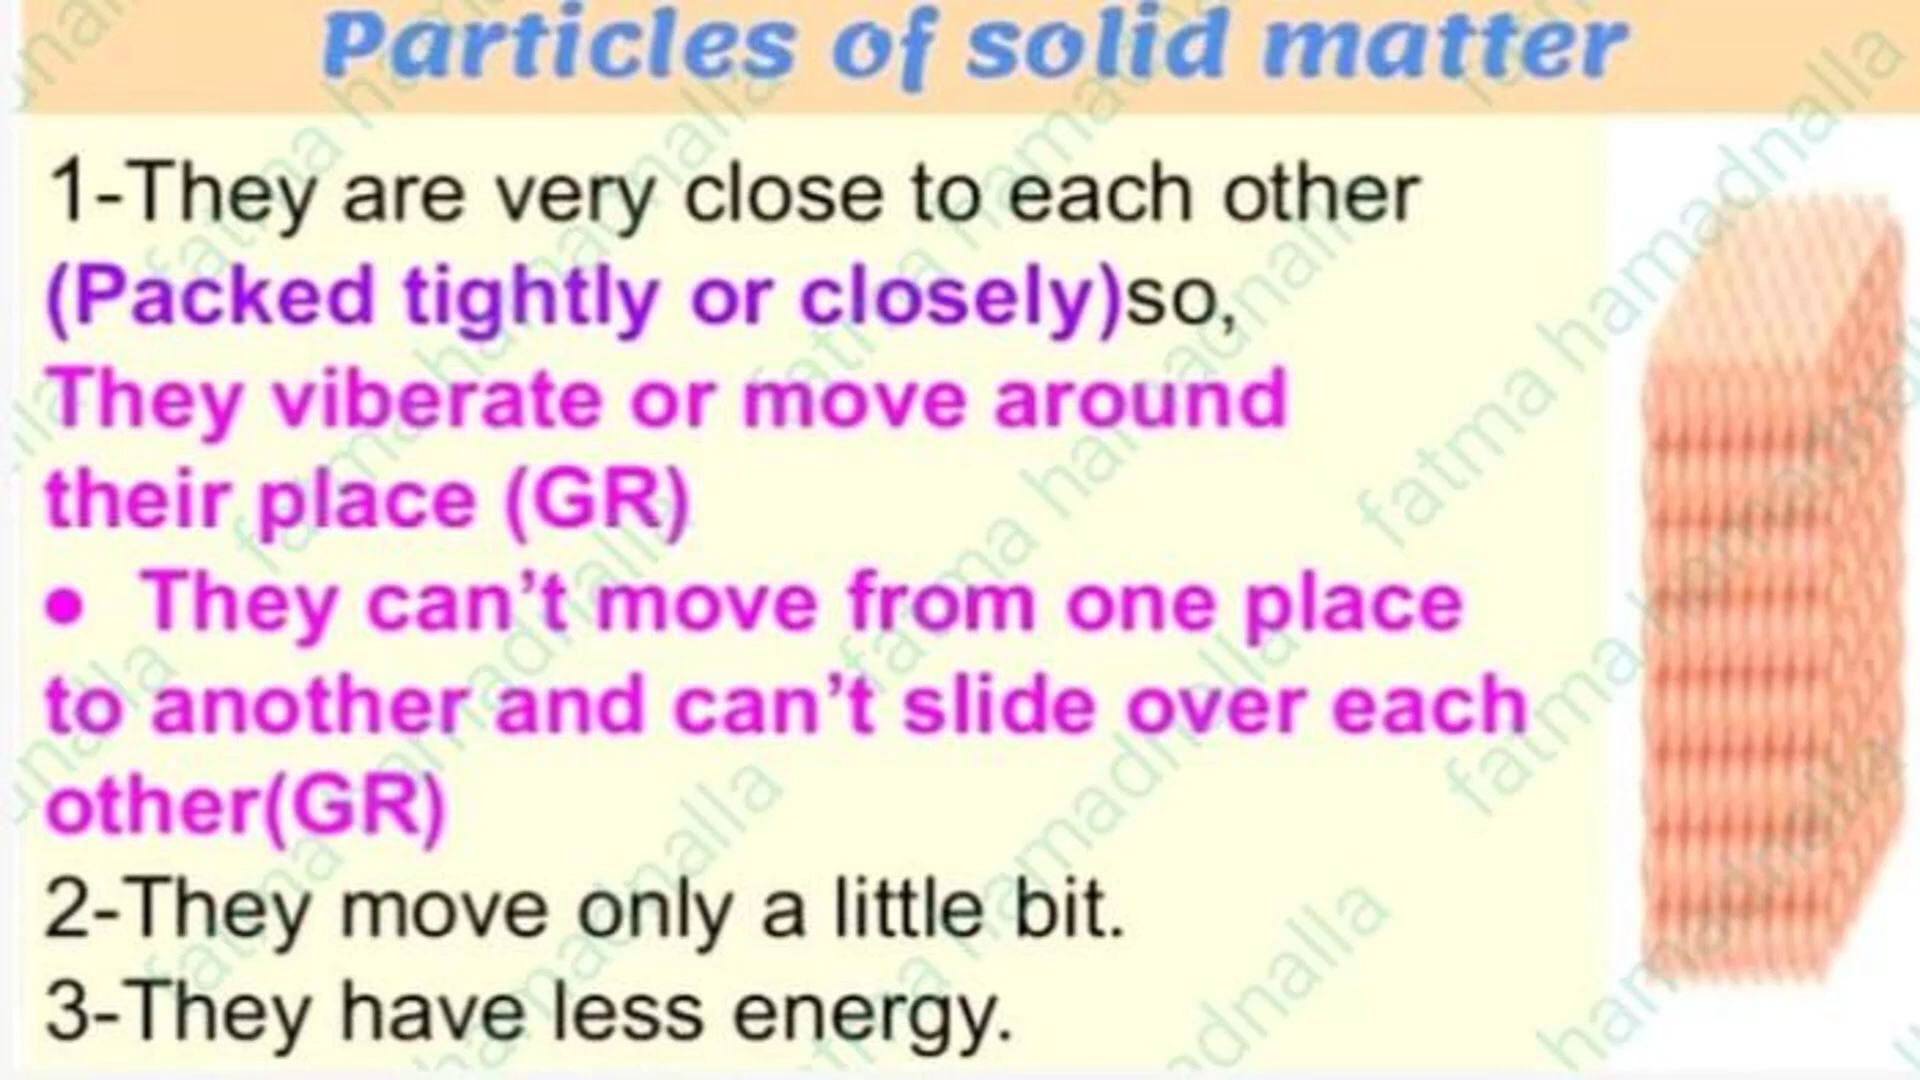 Particles of solid matter
1-They are very close to each other
(Packed tightly or closely)so,
They viberate or move around
their place (GR)
● They can't move from one place
to another and can't slide over each
other(GR)
2-They move only a little bit.
3-They have less energy.
fatma hamadnalla